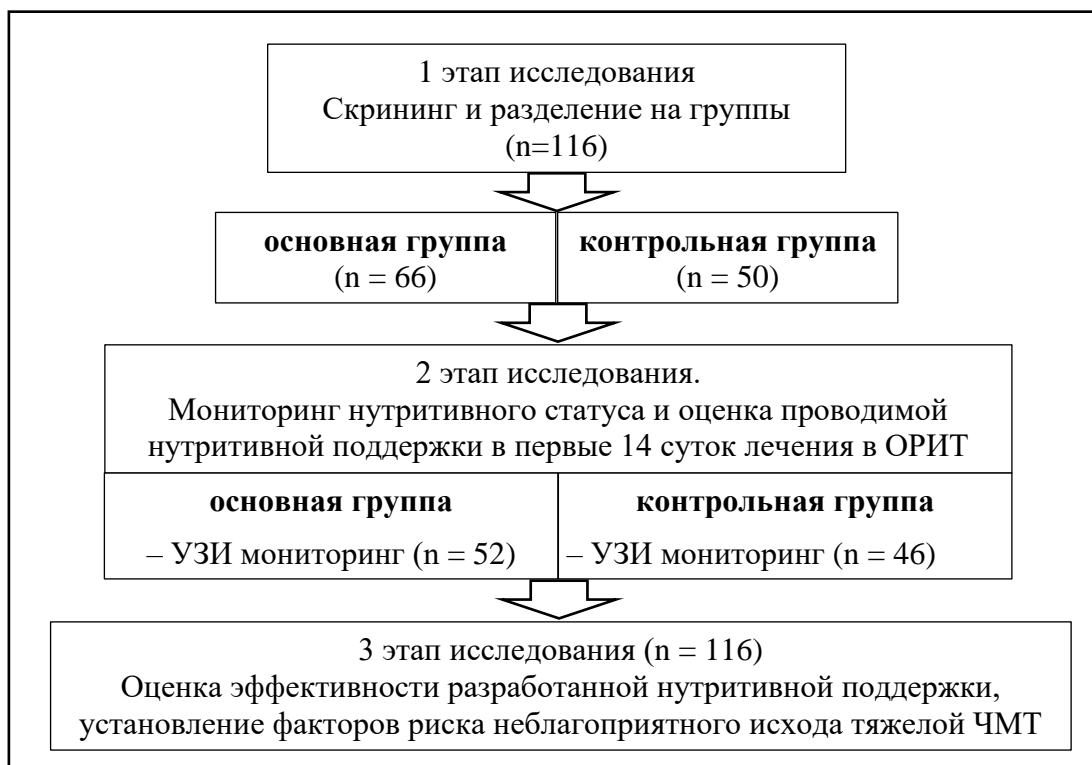 1 этап исследования
Скрининг и разделение на группы
(n=116)
основная группа
(n = 66)
контрольная группа
(n = 50)
2 этап исследования.
Мониторинг нутритивного статуса и оценка проводимой
нутритивной поддержки в первые 14 суток лечения в ОРИТ
основная группа
– УЗИ мониторинг (n = 52)
контрольная группа
– УЗИ мониторинг (n = 46)
3 этап исследования (n = 116)
Оценка эффективности разработанной нутритивной поддержки,
установление факторов риска неблагоприятного исхода тяжелой ЧМТ